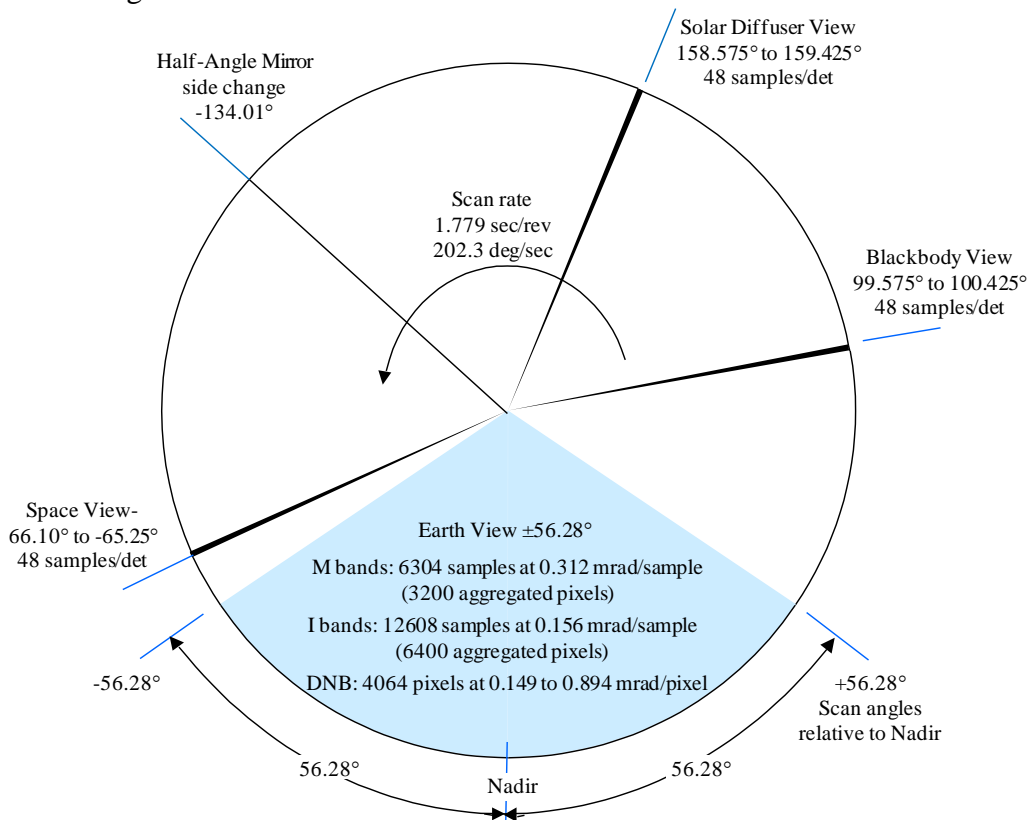 Solar Diffuser View
158.575° to 159.425°
48 samples/det
Half-Angle Mirror
side change
-134.01°
Scan rate
1.779 sec/rev
202.3 deg/sec
Blackbody View
99.575° to 100.425°
48 samples/det
Space View-
66.10° to -65.25°
48 samples/det
Earth View ±56.28°
M bands: 6304 samples at 0.312 mrad/sample
(3200 aggregated pixels)
I bands: 12608 samples at 0.156 mrad/sample
(6400 aggregated pixels)
DNB: 4064 pixels at 0.149 to 0.894 mrad/pixel
-56.28°
+56.28°
Scan angles
relative to Nadir
56.28°
56.28°
Nadir